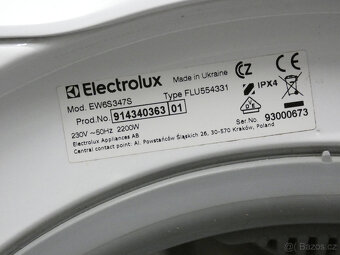 Electrolux
Made in Ukraine
Mod. EW6S347S
Type FLU554331
IPX4
Prod.No. 914340363 01
230V ~50Hz 2200W
Ser.No. 93000673
Electrolux Appliances AB
Central contact point: Al. Powstańców Śląskich 26, 30-570 Kraków, Poland
Bazoš.cz